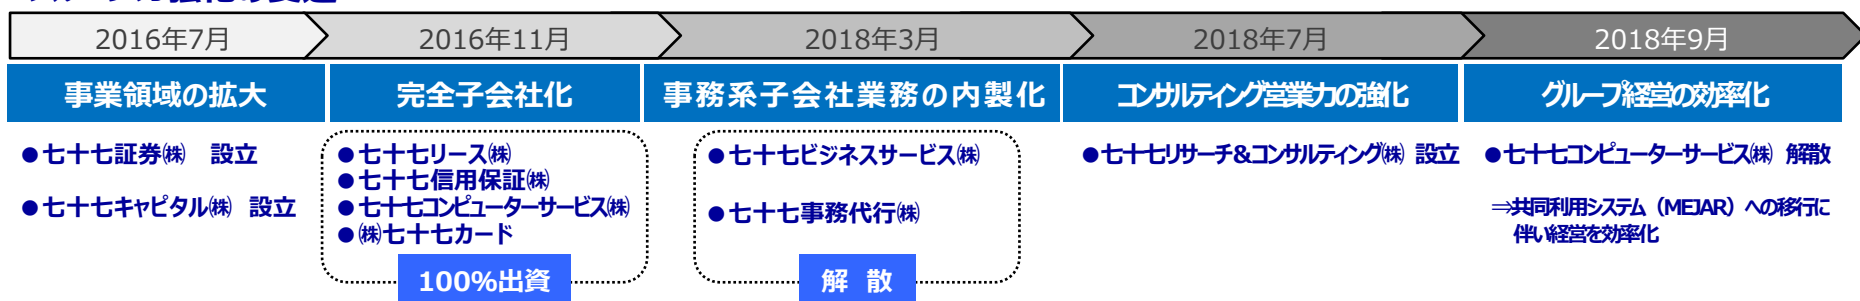 2016年7月
2016年11月
2018年3月
2018年7月
2018年9月
事業領域の拡大
完全子会社化
事務系子会社業務の内製化
コンサルティング営業力の強化
グループ経営の効率化
●七十七証券㈱ 設立
●七十七キャピタル㈱ 設立
●七十七リース㈱
●七十七信用保証㈱
●七十七コンピューターサービス㈱
●㈱七十七カード
100%出資
●七十七ビジネスサービス㈱
●七十七事務代行㈱
解 散
●七十七リサーチ&コンサルティング㈱ 設立
●七十七コンピューターサービス㈱ 解散
⇒共同利用システム（MEJAR）への移行に
伴い経営を効率化